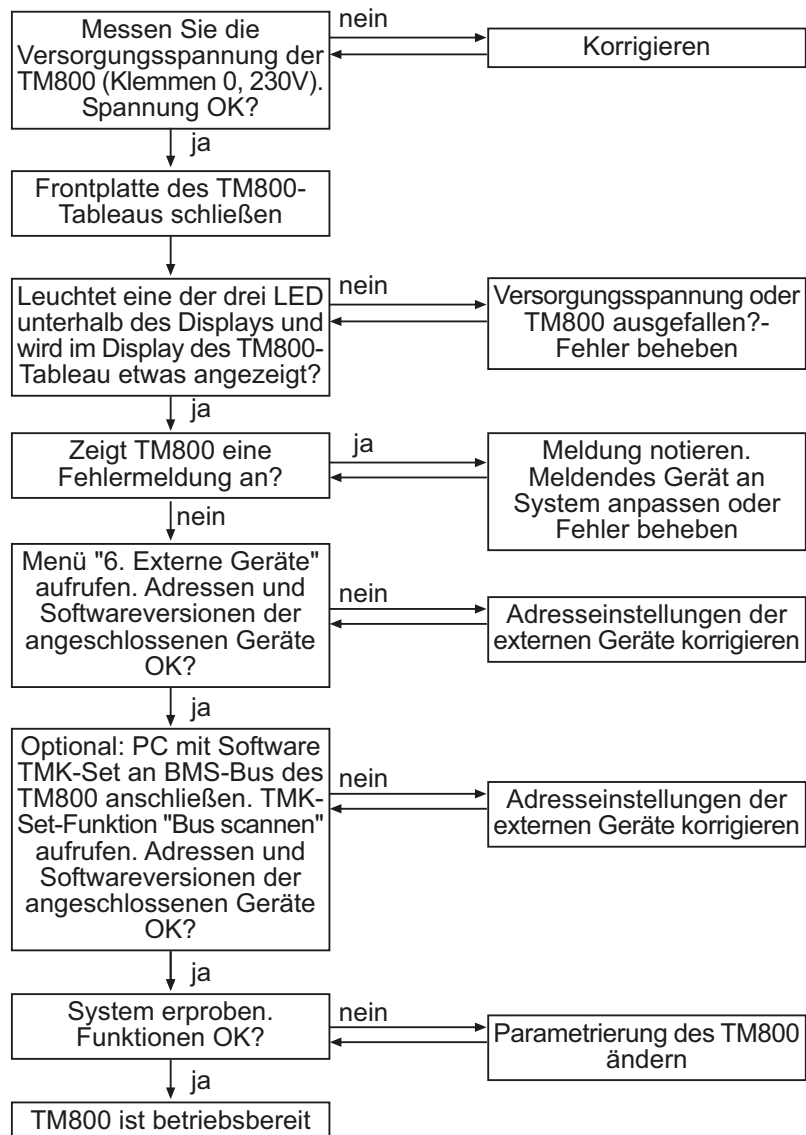 Messen Sie die
Versorgungsspannung der
TM800 (Klemmen 0, 230V).
Spannung OK?
nein
Korrigieren
ja
Frontplatte des TM800-
Tableaus schließen
Leuchtet eine der drei LED
unterhalb des Displays und
wird im Display des TM800-
Tableau etwas angezeigt?
nein
Versorgungsspannung oder
TM800 ausgefallen?-
Fehler beheben
ja
Zeigt TM800 eine
Fehlermeldung an?
ja
Meldung notieren.
Meldendes Gerät an
System anpassen oder
Fehler beheben
nein
Menü "6. Externe Geräte"
aufrufen. Adressen und
Softwareversionen der
angeschlossenen Geräte
OK?
nein
Adresseinstellungen der
externen Geräte korrigieren
ja
Optional: PC mit Software
TMK-Set an BMS-Bus des
TM800 anschließen. TMK-
Set-Funktion "Bus scannen"
aufrufen. Adressen und
Softwareversionen der
angeschlossenen Geräte
OK?
nein
Adresseinstellungen der
externen Geräte korrigieren
ja
System erproben.
Funktionen OK?
nein
Parametrierung des TM800
ändern
ja
TM800 ist betriebsbereit